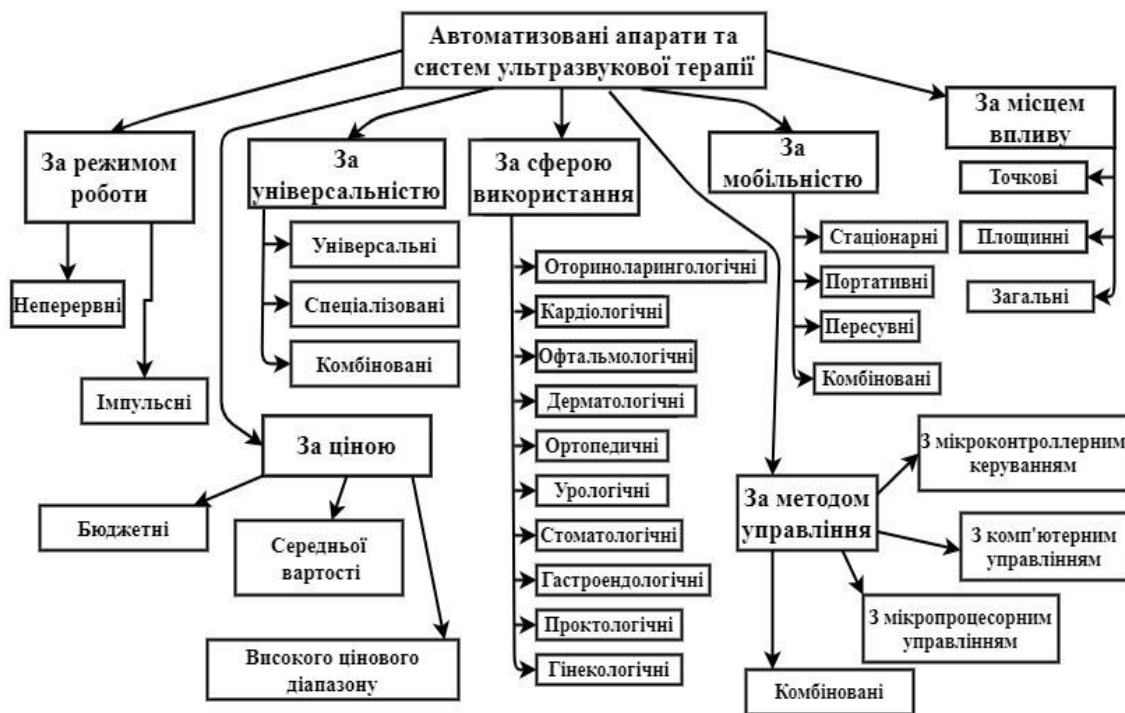 Автоматизовані апарати та
систем ультразвукової терапії
За режимом
роботи
Неперервні
Імпульсні
За
універсальністю
Універсальні
Спеціалізовані
Комбіновані
За сферою
використання
Оториноларингологічні
Кардіологічні
Офтальмологічні
Дерматологічні
Ортопедичні
Урологічні
Стоматологічні
Гастроендологічні
Проктологічні
Гінекологічні
За
мобільністю
Стаціонарні
Портативні
Пересувні
Комбіновані
За місцем
впливу
Точкові
Площинні
Загальні
За ціною
Бюджетні
Середньої
вартості
Високого цінового
діапазону
За методом
управління
З мікроконтроллерним
керуванням
З комп'ютерним
управлінням
З мікропроцесорним
управлінням
Комбіновані